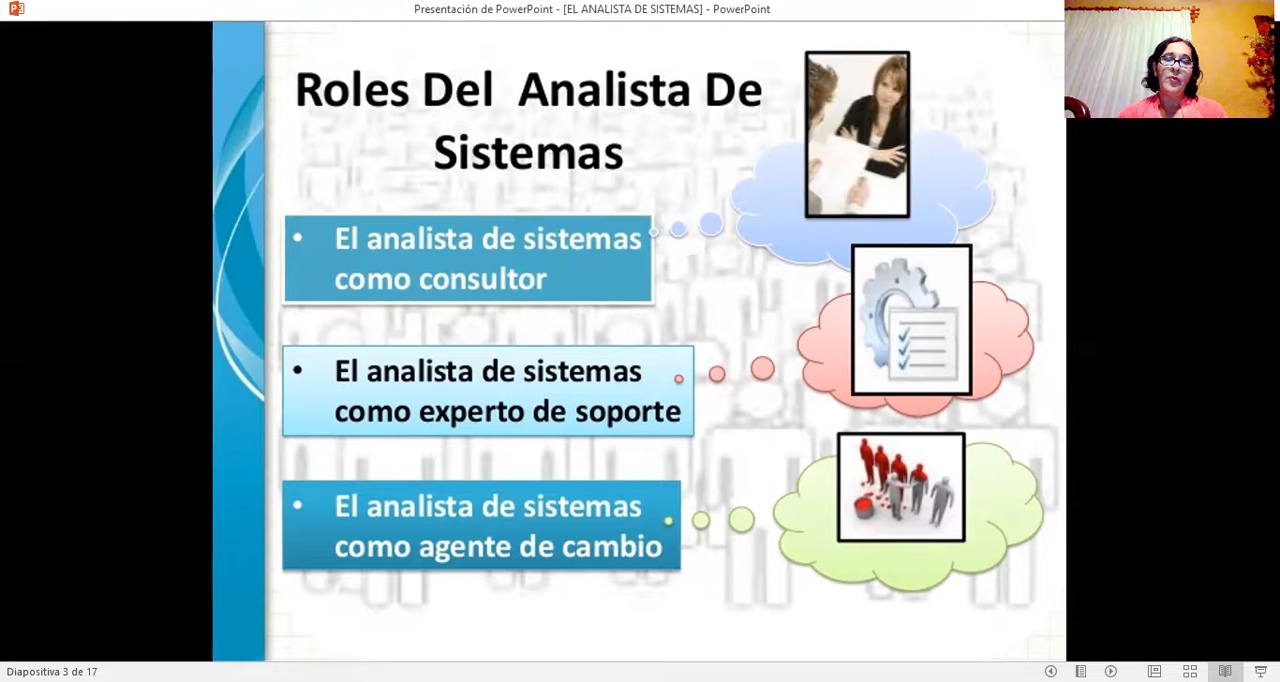 Presentación de PowerPoint - [EL ANALISTA DE SISTEMAS] - PowerPoint
Roles Del Analista De
Sistemas
• El analista de sistemas
como consultor
• El analista de sistemas
como experto de soporte
• El analista de sistemas
como agente de cambio
Diapositiva 3 de 17